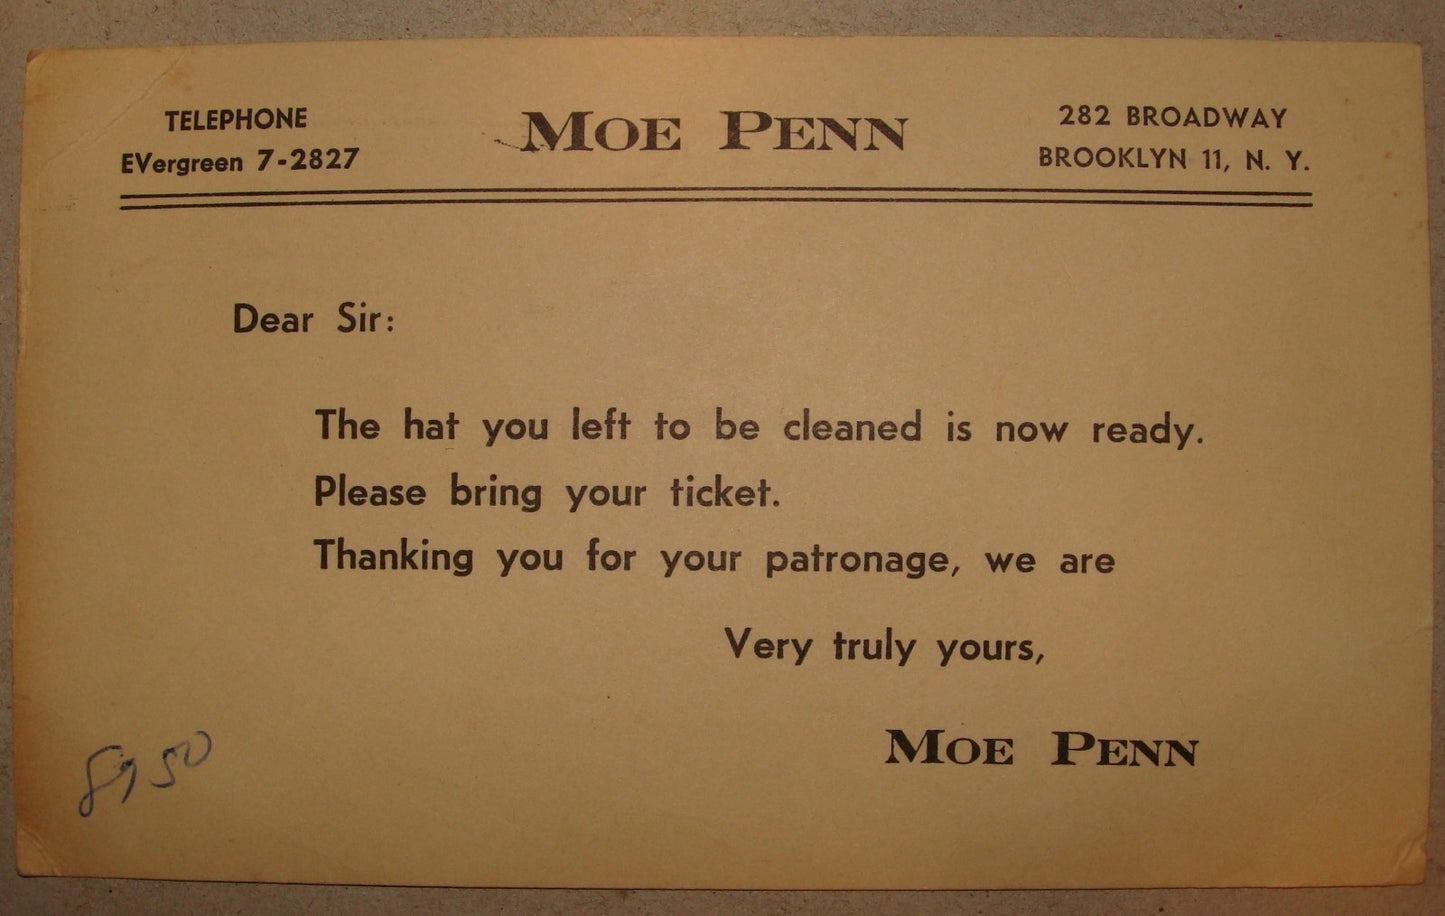 TELEPHONE
EVergreen 7-2827
MOE PENN
282 BROADWAY
BROOKLYN 11, N. Y.
Dear Sir:
The hat you left to be cleaned is now ready.
Please bring your ticket.
Thanking you for your patronage, we are
Very truly yours,
MOE PENN
8950